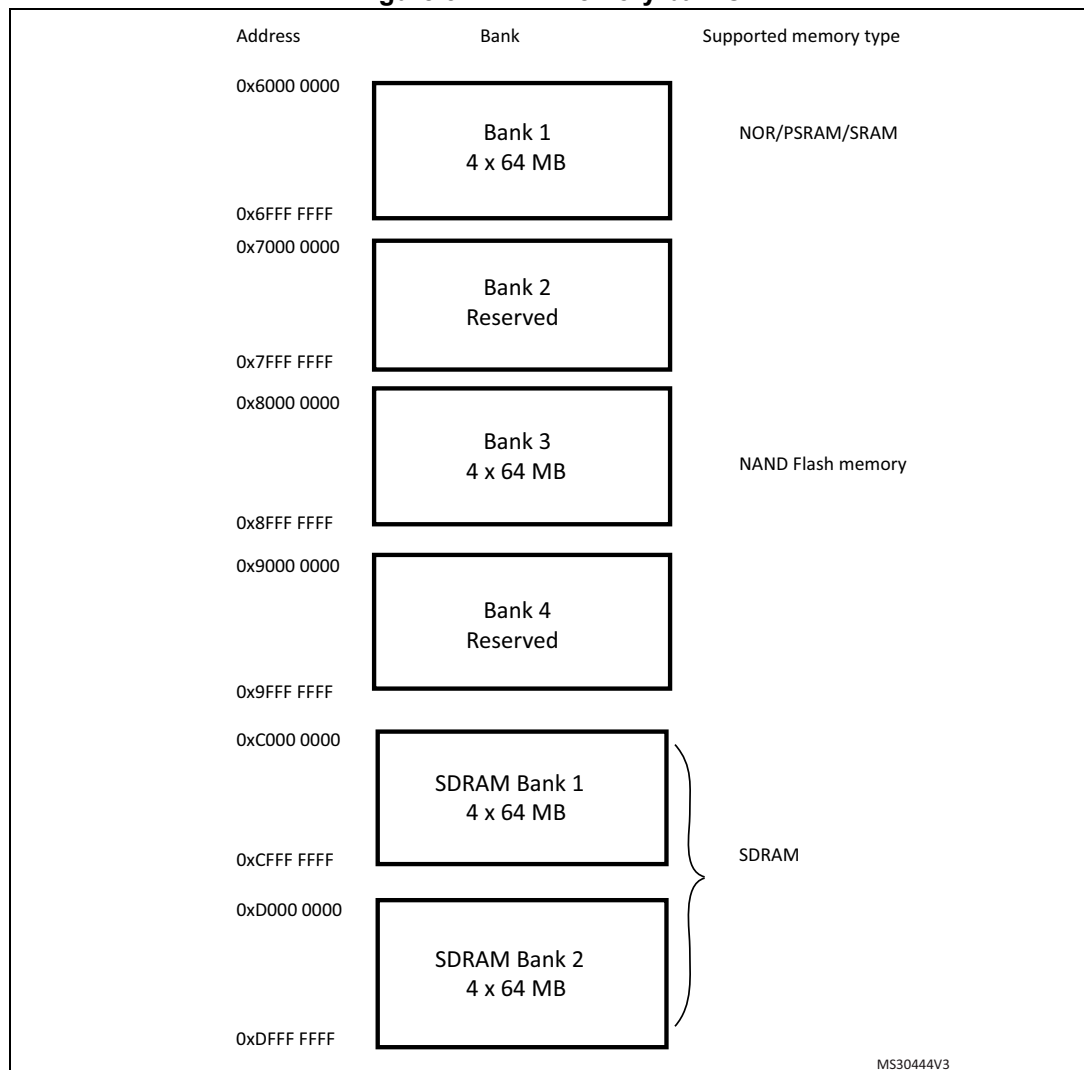 Address Bank Supported memory type
0x6000 0000
Bank 1
4 x 64 MB
NOR/PSRAM/SRAM
0x6FFF FFFF
0x7000 0000
Bank 2
Reserved
0x7FFF FFFF
0x8000 0000
Bank 3
4 x 64 MB
NAND Flash memory
0x8FFF FFFF
0x9000 0000
Bank 4
Reserved
0x9FFF FFFF
0xC000 0000
SDRAM Bank 1
4 x 64 MB
0xCFFF FFFF
SDRAM
0xD000 0000
SDRAM Bank 2
4 x 64 MB
0xDFFF FFFF
MS30444V3